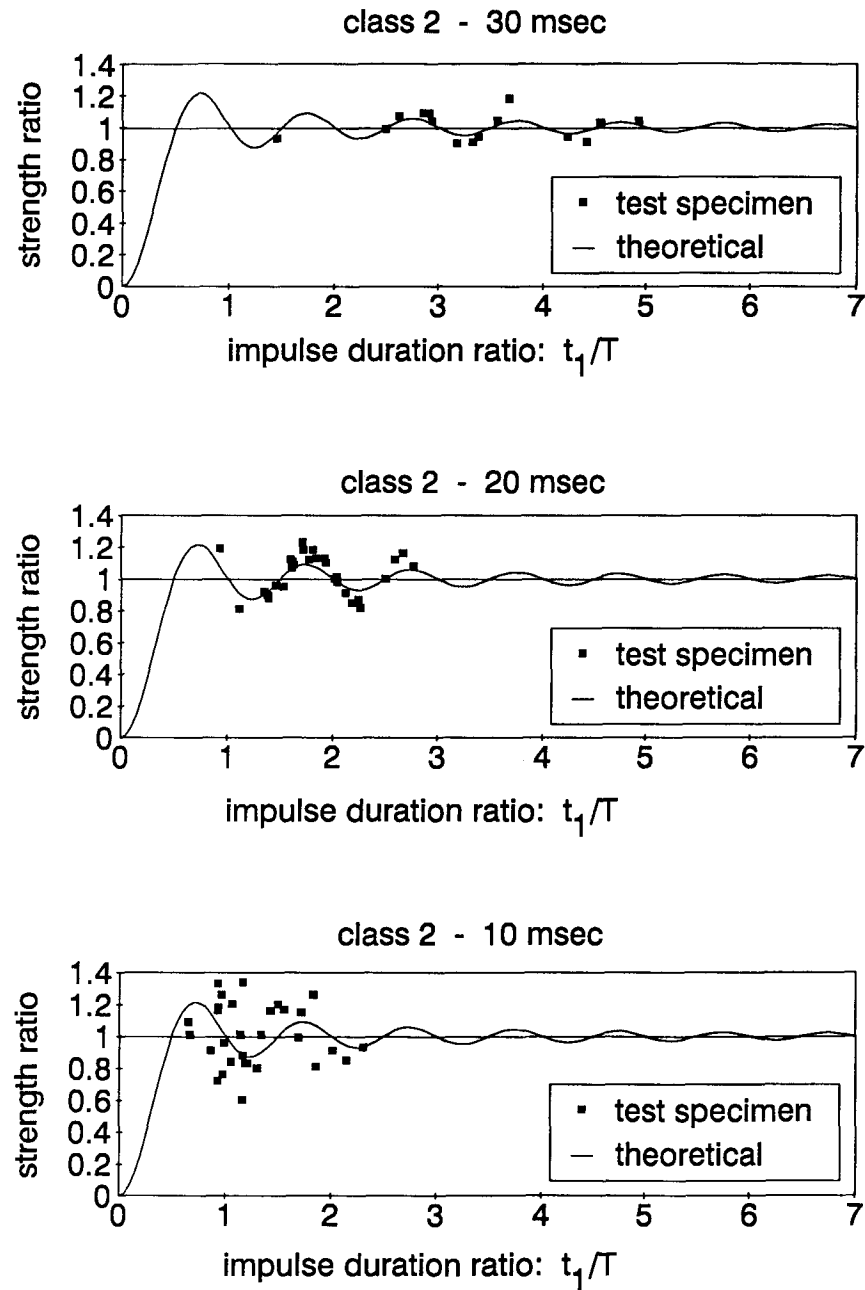 class 2 - 30 msec
1.4
1.2
1
0.8
0.6
0.4
0.2
0
strength ratio
test specimen
theoretical
0 1 2 3 4 5 6 7
impulse duration ratio: t1/T
class 2 - 20 msec
1.4
1.2
1
0.8
0.6
0.4
0.2
0
strength ratio
test specimen
theoretical
0 1 2 3 4 5 6 7
impulse duration ratio: t1/T
class 2 - 10 msec
1.4
1.2
1
0.8
0.6
0.4
0.2
0
strength ratio
test specimen
theoretical
0 1 2 3 4 5 6 7
impulse duration ratio: t1/T